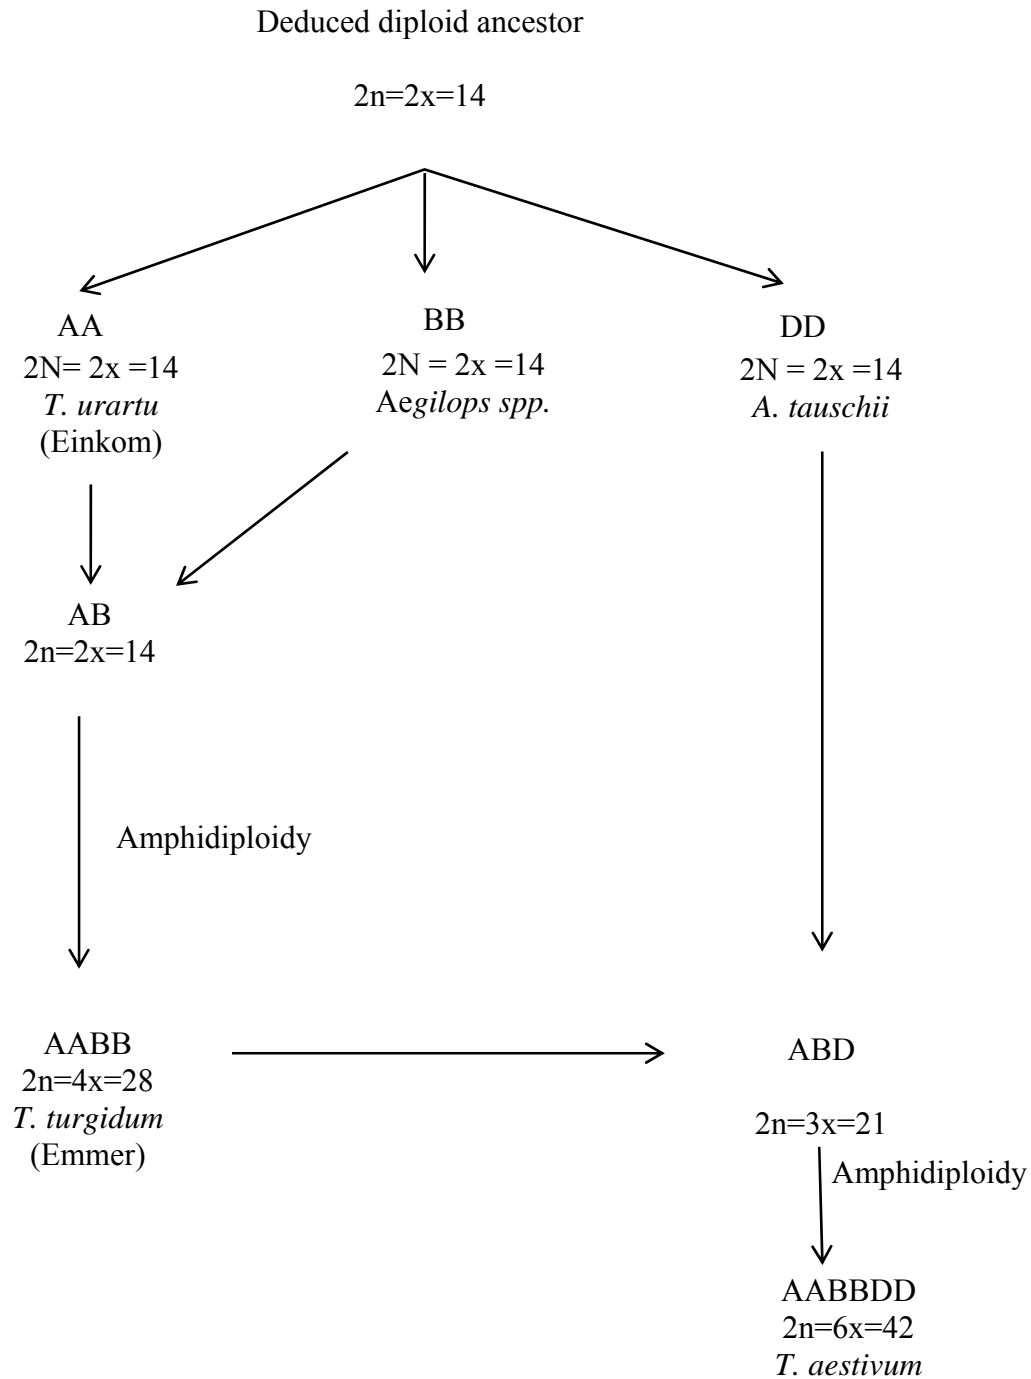 Deduced diploid ancestor
2n=2x=14
AA
2N= 2x =14
T. urartu
(Einkom)
BB
2N = 2x =14
Aegilops spp.
DD
2N = 2x =14
A. tauschii
AB
2n=2x=14
Amphidiploidy
AABB
2n=4x=28
T. turgidum
(Emmer)
ABD
2n=3x=21
Amphidiploidy
AABBDD
2n=6x=42
T. aestivum